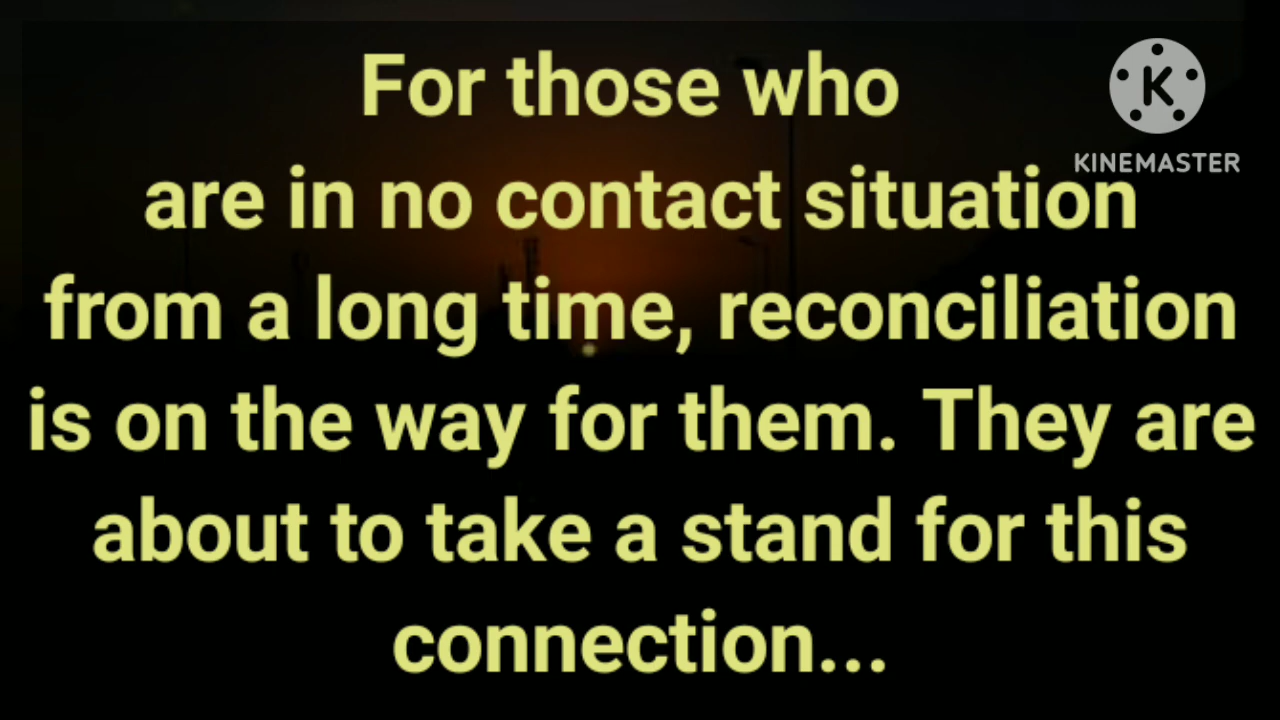 For those who
K
KINEMASTER
are in no contact situation
from a long time, reconciliation
is on the way for them. They are
about to take a stand for this
connection...